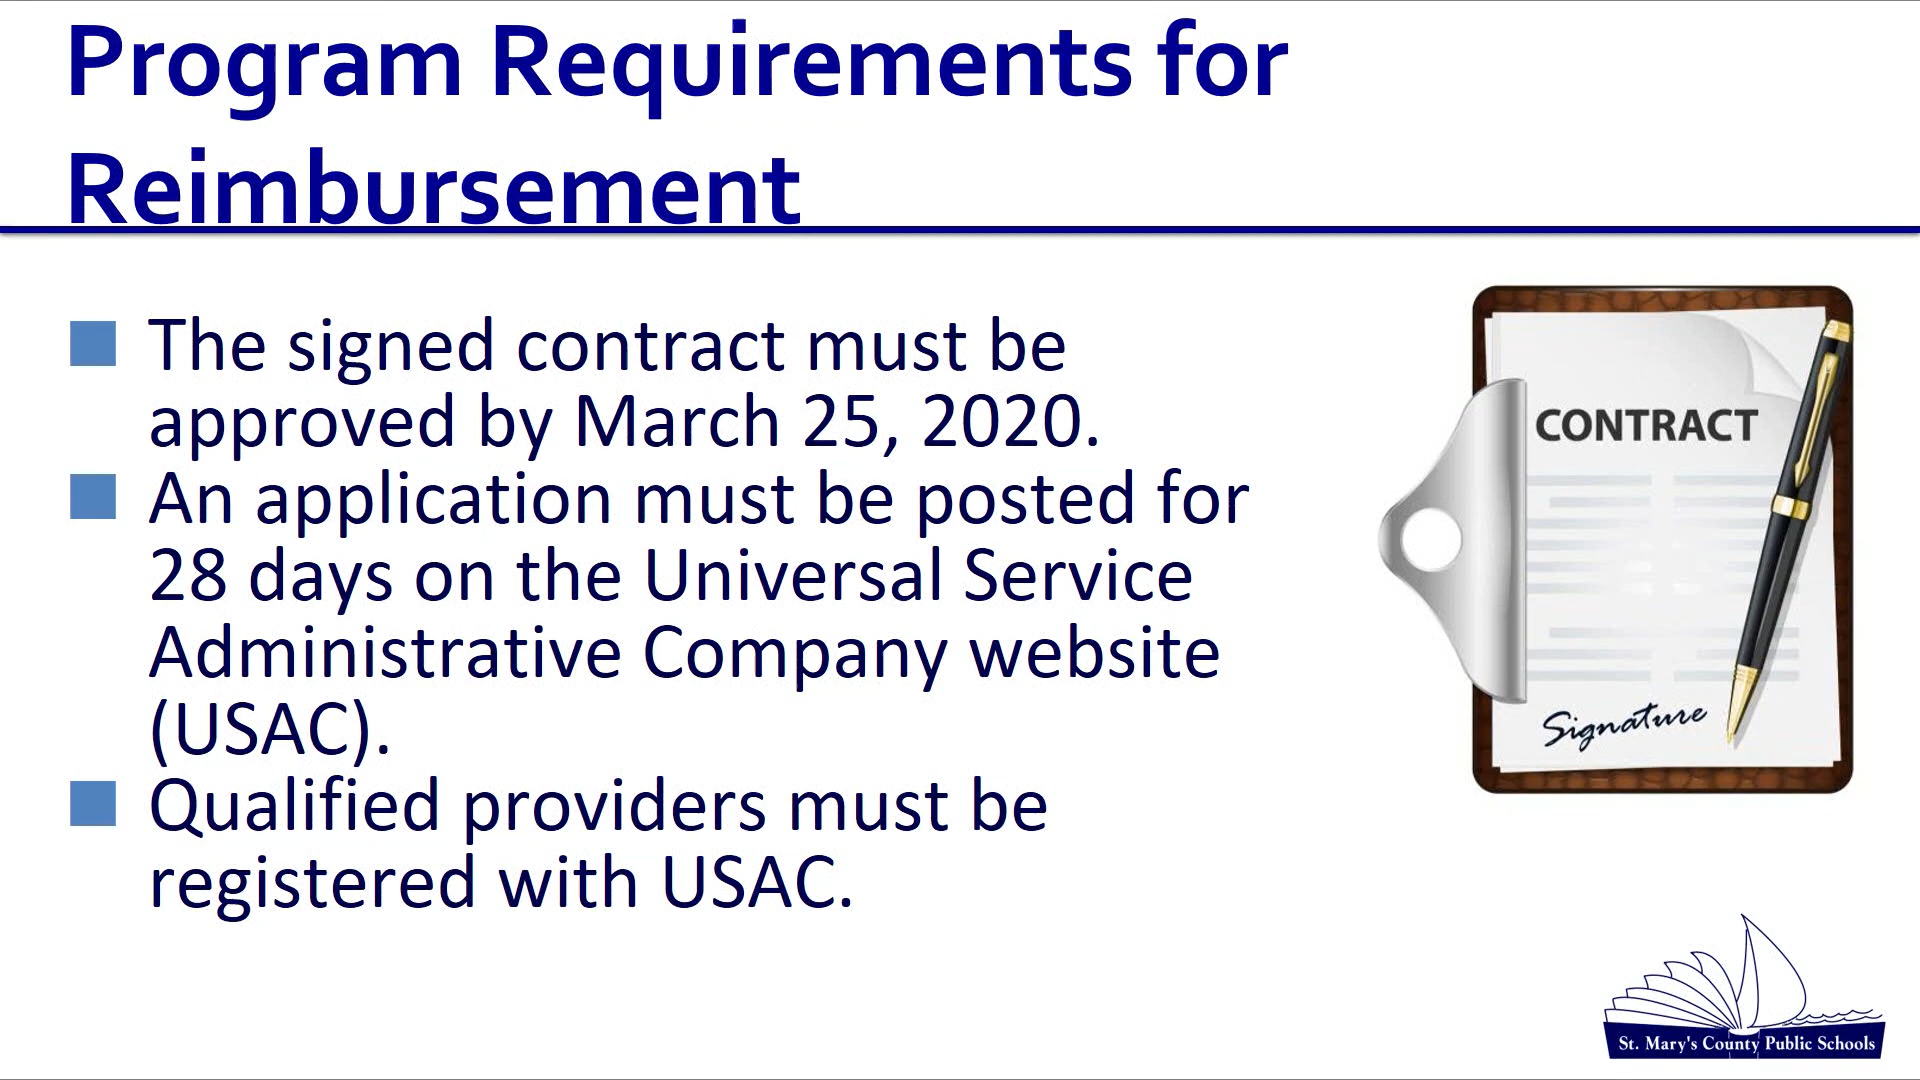 Program Requirements for
Reimbursement
The signed contract must be
approved by March 25, 2020.
An application must be posted for
28 days on the Universal Service
Administrative Company website
(USAC).
Qualified providers must be
registered with USAC.
CONTRACT
Signature
St. Mary's County Public Schools